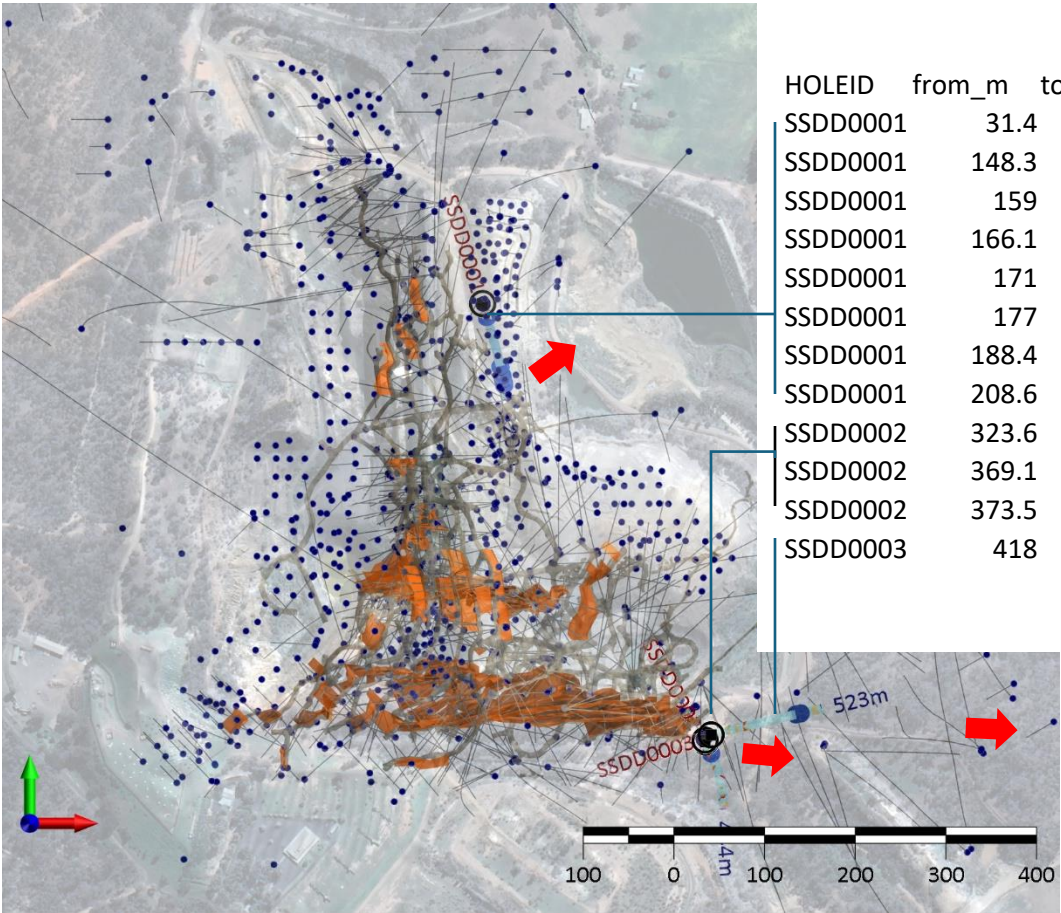 HOLEID from_m to
SSDD0001 31.4
SSDD0001 148.3
SSDD0001 159
SSDD0001 166.1
SSDD0001 171
SSDD0001 177
SSDD0001 188.4
SSDD0001 208.6
SSDD0002 323.6
SSDD0002 369.1
SSDD0002 373.5
SSDD0003 418
SSDD0001
523m
SSDD0003
100 0 100 200 300 400